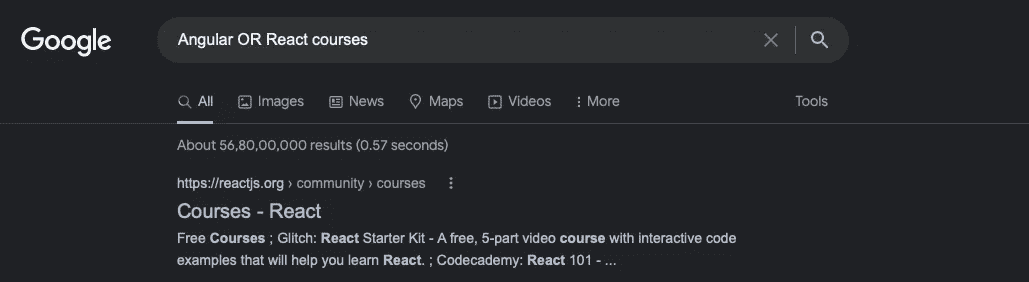 Google
Angular OR React courses
All Images News Maps Videos More Tools
About 56,80,00,000 results (0.57 seconds)
https://reactjs.org › community › courses
Courses - React
Free Courses ; Glitch: React Starter Kit - A free, 5-part video course with interactive code
examples that will help you learn React. ; Codecademy: React 101 - ...